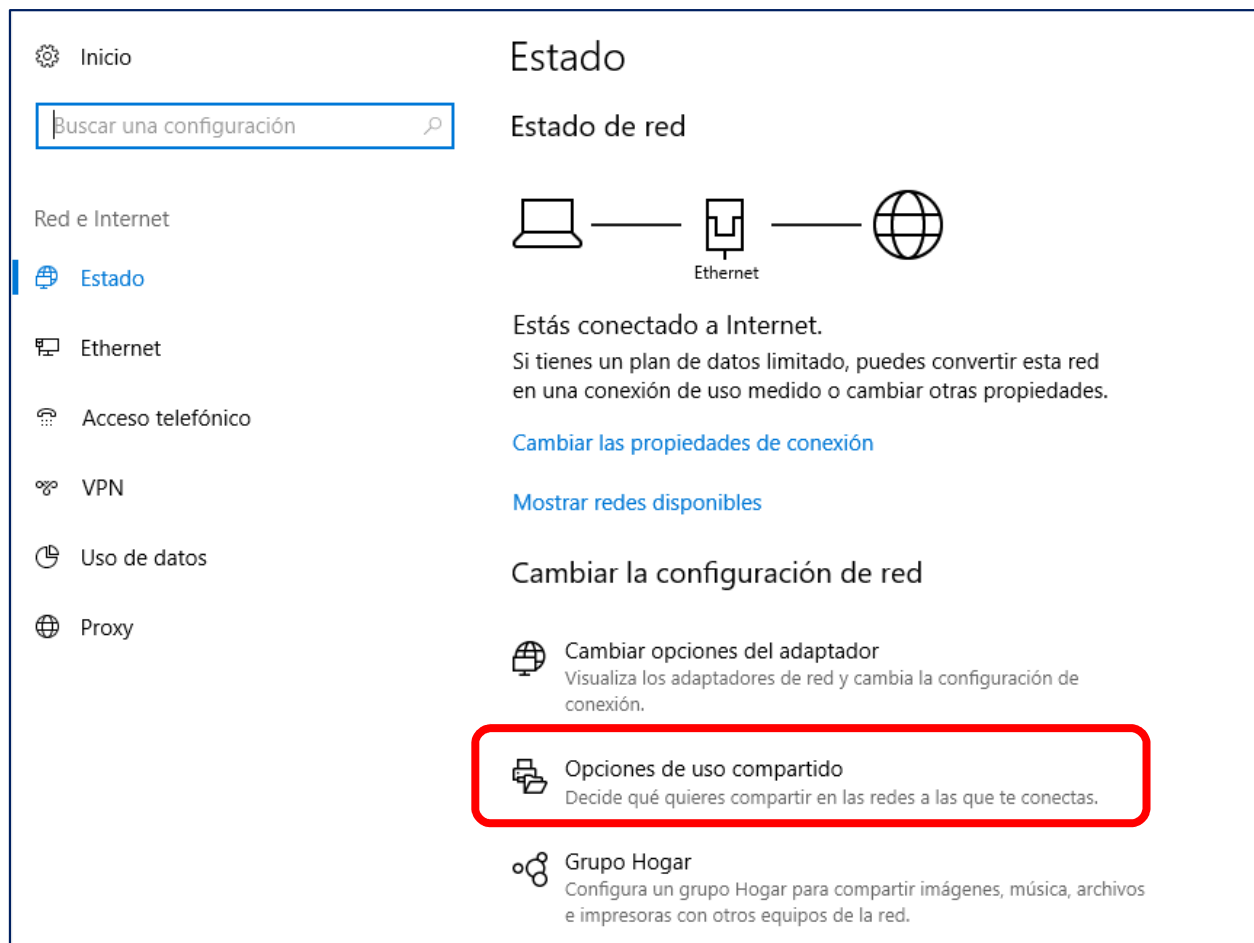 Inicio
Buscar una configuración
Red e Internet
Estado
Ethernet
Acceso telefónico
VPN
Uso de datos
Proxy
Estado
Estado de red
Ethernet
Estás conectado a Internet.
Si tienes un plan de datos limitado, puedes convertir esta red
en una conexión de uso medido o cambiar otras propiedades.
Cambiar las propiedades de conexión
Mostrar redes disponibles
Cambiar la configuración de red
Cambiar opciones del adaptador
Visualiza los adaptadores de red y cambia la configuración de
conexión.
Opciones de uso compartido
Decide qué quieres compartir en las redes a las que te conectas.
Grupo Hogar
Configura un grupo Hogar para compartir imágenes, música, archivos
e impresoras con otros equipos de la red.